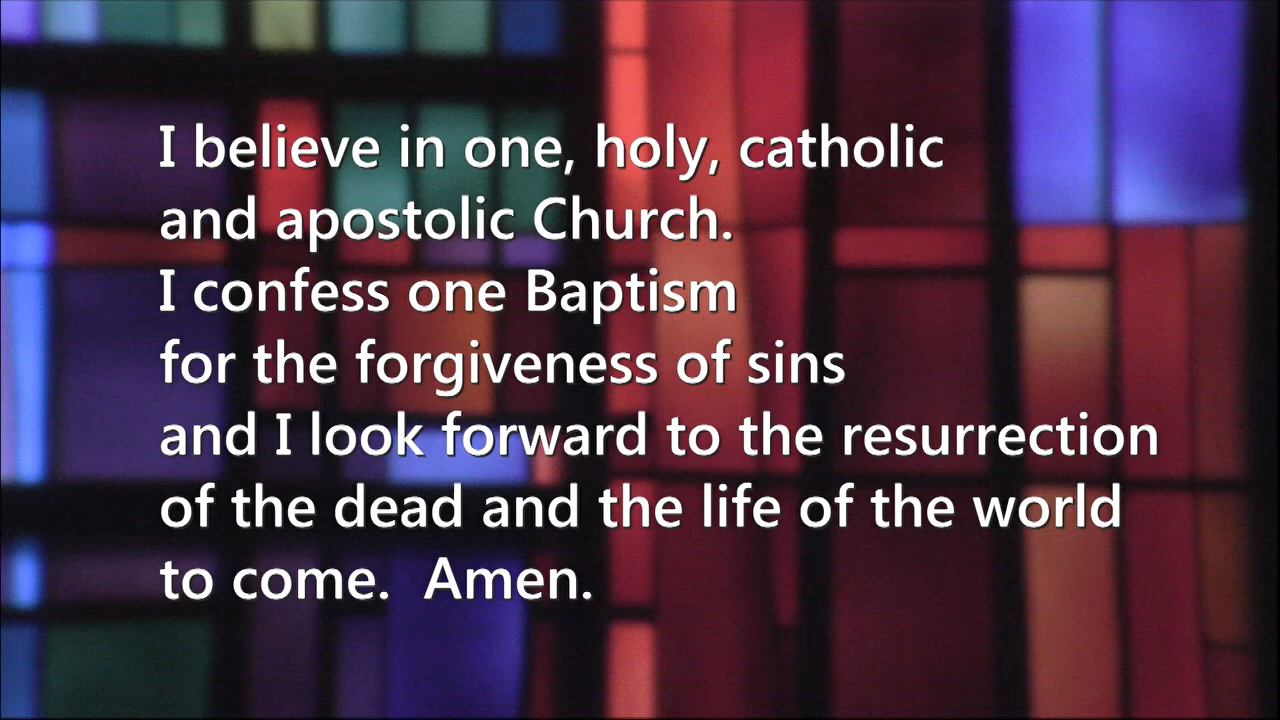 I believe in one, holy, catholic
and apostolic Church.
I confess one Baptism
for the forgiveness of sins
and I look forward to the resurrection
of the dead and the life of the world
to come.  Amen.